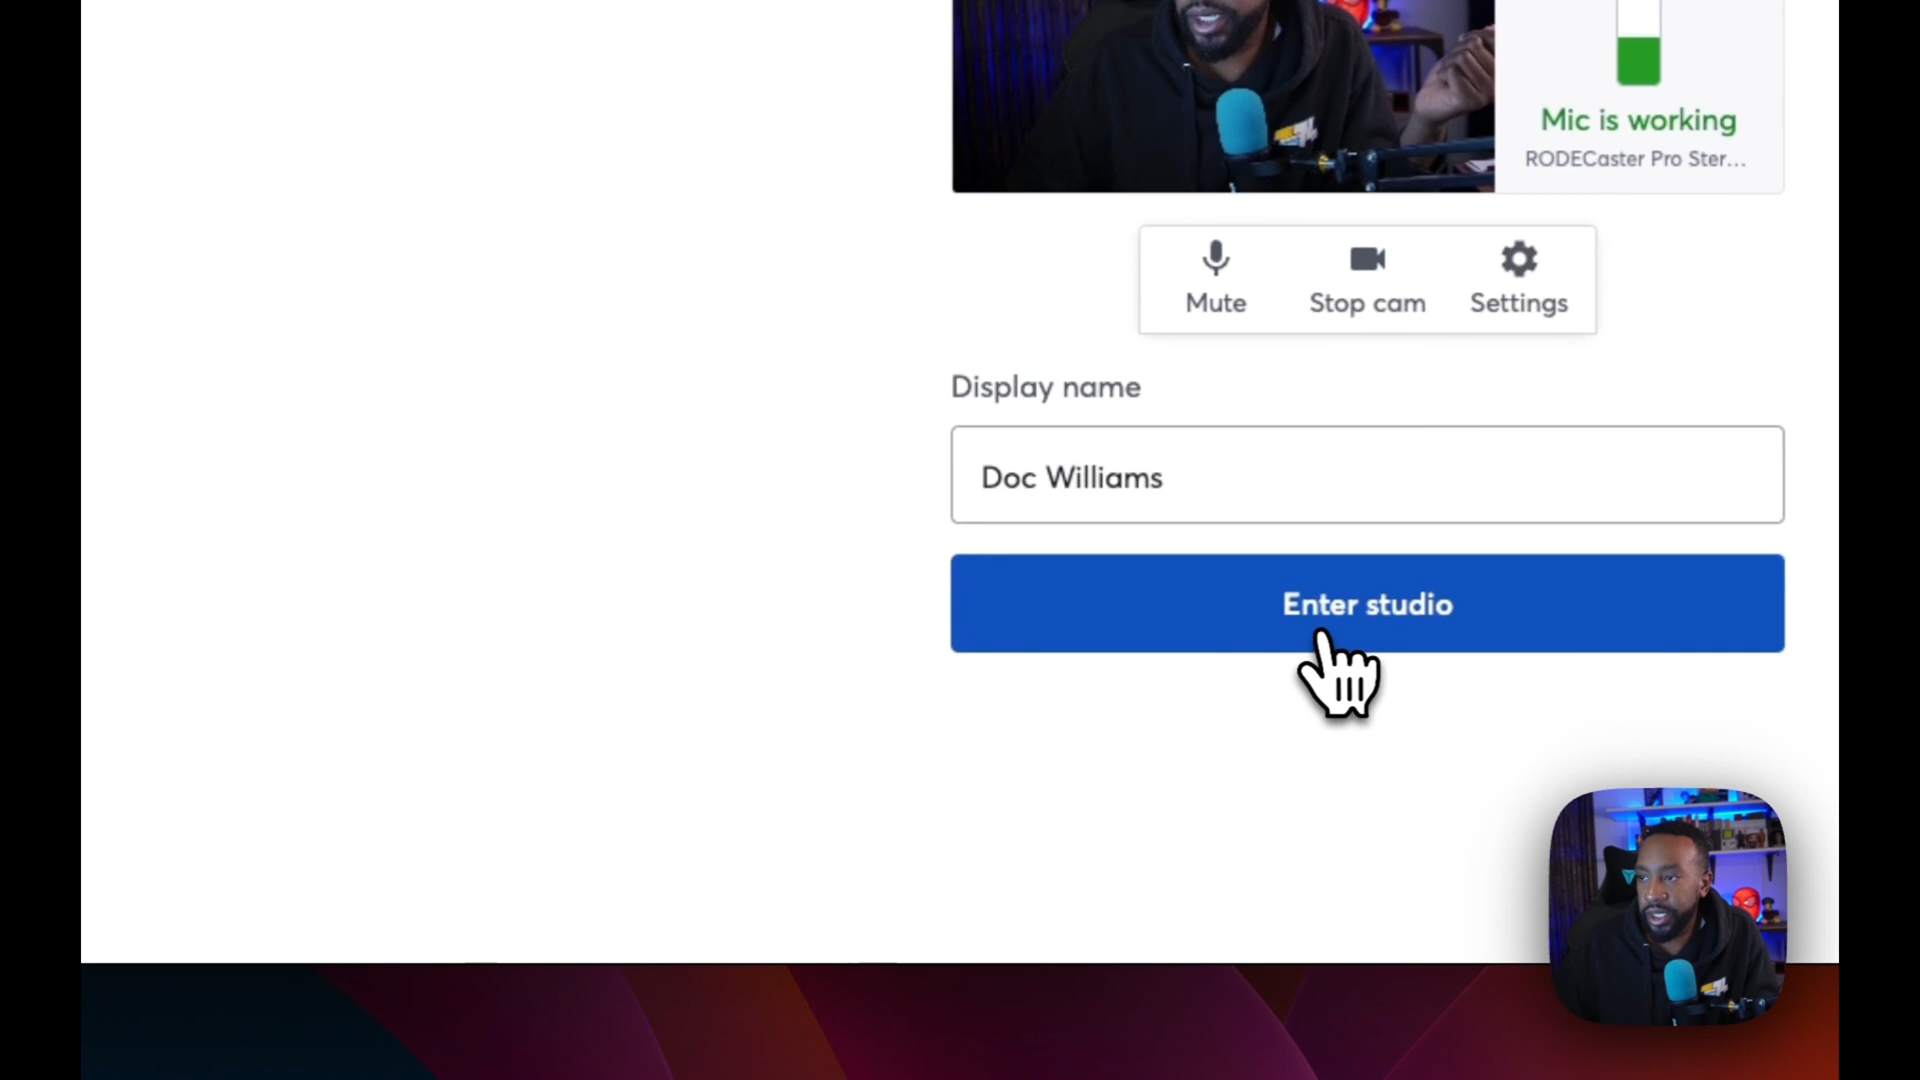 Mic is working
RODECaster Pro Ster...
Mute Stop cam Settings
Display name
Doc Williams
Enter studio